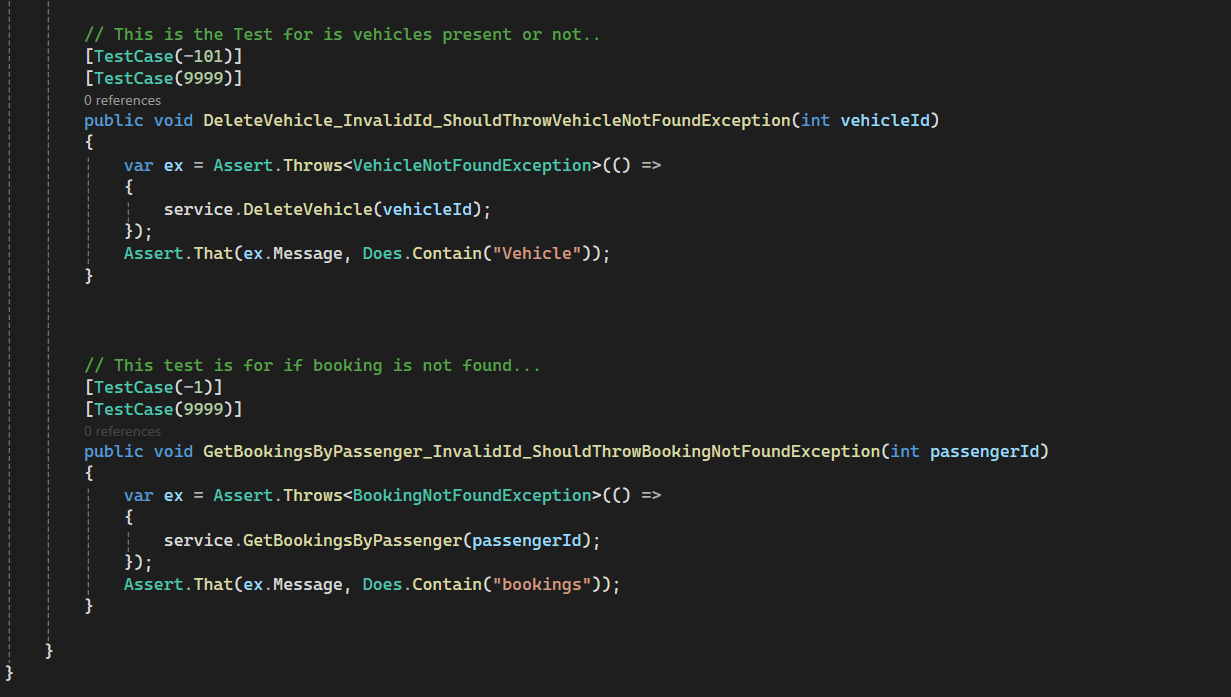 // This is the Test for is vehicles present or not..
[TestCase(-101)]
[TestCase(9999)]
0 references
public void DeleteVehicle_InvalidId_ShouldThrowVehicleNotFoundException(int vehicleId)
{
var ex = Assert.Throws<VehicleNotFoundException>(() =>
{
service.DeleteVehicle(vehicleId);
});
Assert.That(ex.Message, Does.Contain("Vehicle"));
}
// This test is for if booking is not found...
[TestCase(-1)]
[TestCase(9999)]
0 references
public void GetBookingsByPassenger_InvalidId_ShouldThrowBookingNotFoundException(int passengerId)
{
var ex = Assert.Throws<BookingNotFoundException>(() =>
{
service.GetBookingsByPassenger(passengerId);
});
Assert.That(ex.Message, Does.Contain("bookings"));
}
}
}